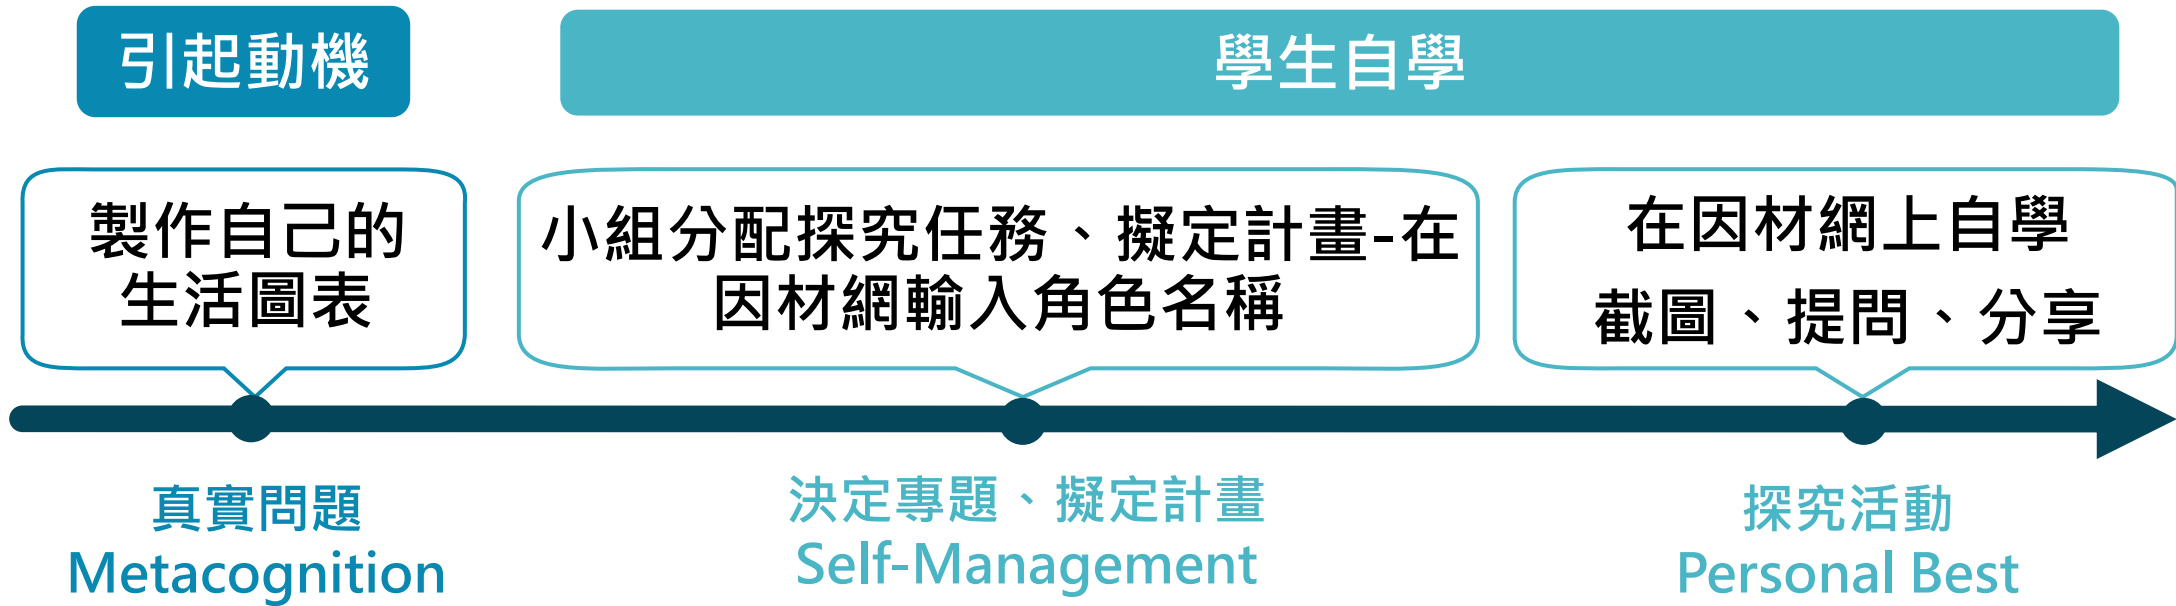 引起動機
學生自學
製作自己的
生活圖表
小組分配探究任務、擬定計畫-在
因材網輸入角色名稱
在因材網上自學
截圖、提問、分享
真實問題
Metacognition
決定專題、擬定計畫
Self-Management
探究活動
Personal Best